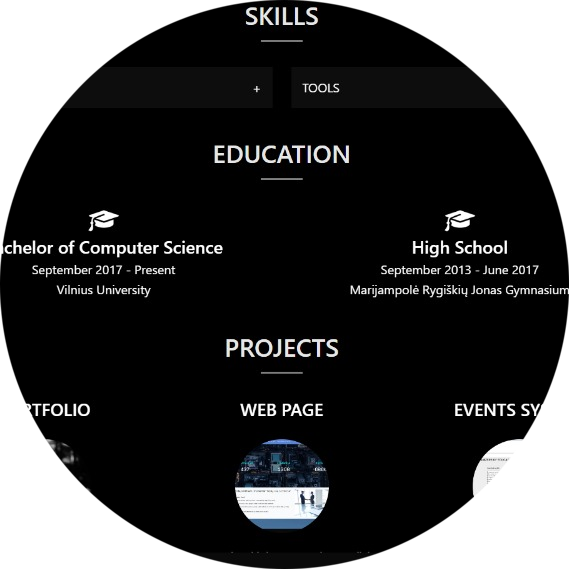 SKILLS
+
TOOLS
EDUCATION
chelor of Computer Science
High School
September 2017 - Present
September 2013 - June 2017
Vilnius University
Marijampolė Rygiškių Jonas Gymnasium
PROJECTS
RTFOLIO
WEB PAGE
EVENTS SYS